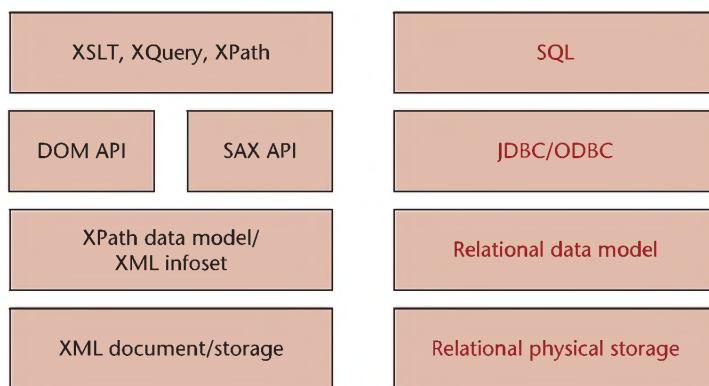 XSLT, XQuery, XPath
SQL
DOM API
SAX API
JDBC/ODBC
XPath data model/
XML infoset
Relational data model
XML document/storage
Relational physical storage